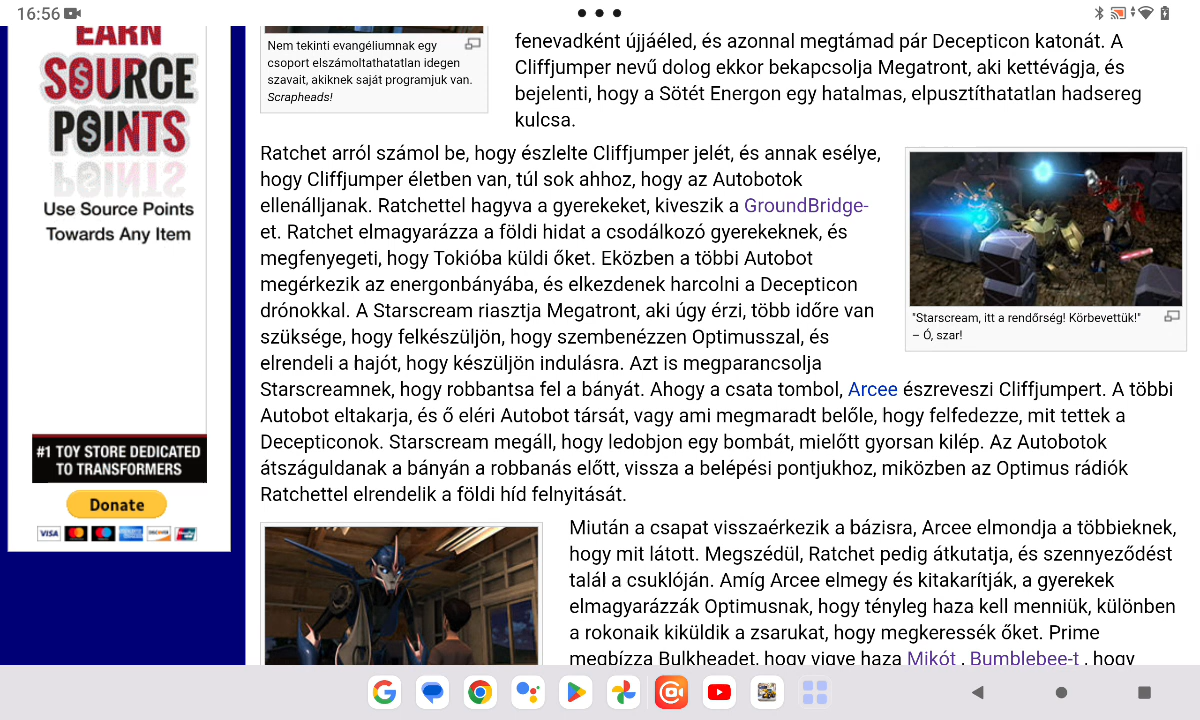 16:56
EARN
SOURCE
POINTS
Use Source Points
Towards Any Item
#1 TOY STORE DEDICATED
TO TRANSFORMERS
Donate
VISA
Nem tekinti evangéliumnak egy
csoport elszámoltathatatlan idegen
szavait, akiknek saját programjuk van.
Scrapheads!
fenevadként újjáéled, és azonnal megtámad pár Decepticon katonát. A
Cliffjumper nevű dolog ekkor bekapcsolja Megatront, aki kettévágja, és
bejelenti, hogy a Sötét Energon egy hatalmas, elpusztíthatatlan hadsereg
kulcsa.
Ratchet arról számol be, hogy észlelte Cliffjumper jelét, és annak esélye,
hogy Cliffjumper életben van, túl sok ahhoz, hogy az Autobotok
ellenálljanak. Ratchettel hagyva a gyerekeket, kiveszik a GroundBridge-
et. Ratchet elmagyarázza a földi hidat a csodálkozó gyerekeknek, és
megfenyegeti, hogy Tokióba küldi őket. Eközben a többi Autobot
megérkezik az energonbányába, és elkezdenek harcolni a Decepticon
drónokkal. A Starscream riasztja Megatront, aki úgy érzi, több időre van
szüksége, hogy felkészüljön, hogy szembenézzen Optimusszal, és
elrendeli a hajót, hogy készüljön indulásra. Azt is megparancsolja
Starscreamnek, hogy robbantsa fel a bányát. Ahogy a csata tombol, Arcee észreveszi Cliffjumpert. A többi
Autobot eltakarja, és ő eléri Autobot társát, vagy ami megmaradt belőle, hogy felfedezze, mit tettek a
Decepticonok. Starscream megáll, hogy ledobjon egy bombát, mielőtt gyorsan kilép. Az Autobotok
átszáguldanak a bányán a robbanás előtt, vissza a belépési pontjukhoz, miközben az Optimus rádiók
Ratchettel elrendelik a földi híd felnyitását.
"Starscream, itt a rendőrség! Körbevettük!"
– Ó, szar!
Miután a csapat visszaérkezik a bázisra, Arcee elmondja a többieknek,
hogy mit látott. Megszédül, Ratchet pedig átkutatja, és szennyeződést
talál a csuklóján. Amíg Arcee elmegy és kitakarítják, a gyerekek
elmagyarázzák Optimusnak, hogy tényleg haza kell menniük, különben
a rokonaik kiküldik a zsarukat, hogy megkeressék őket. Prime
megbízza Bulkheadet, hogy vigye haza Mikót , Bumblebee-t , hogy